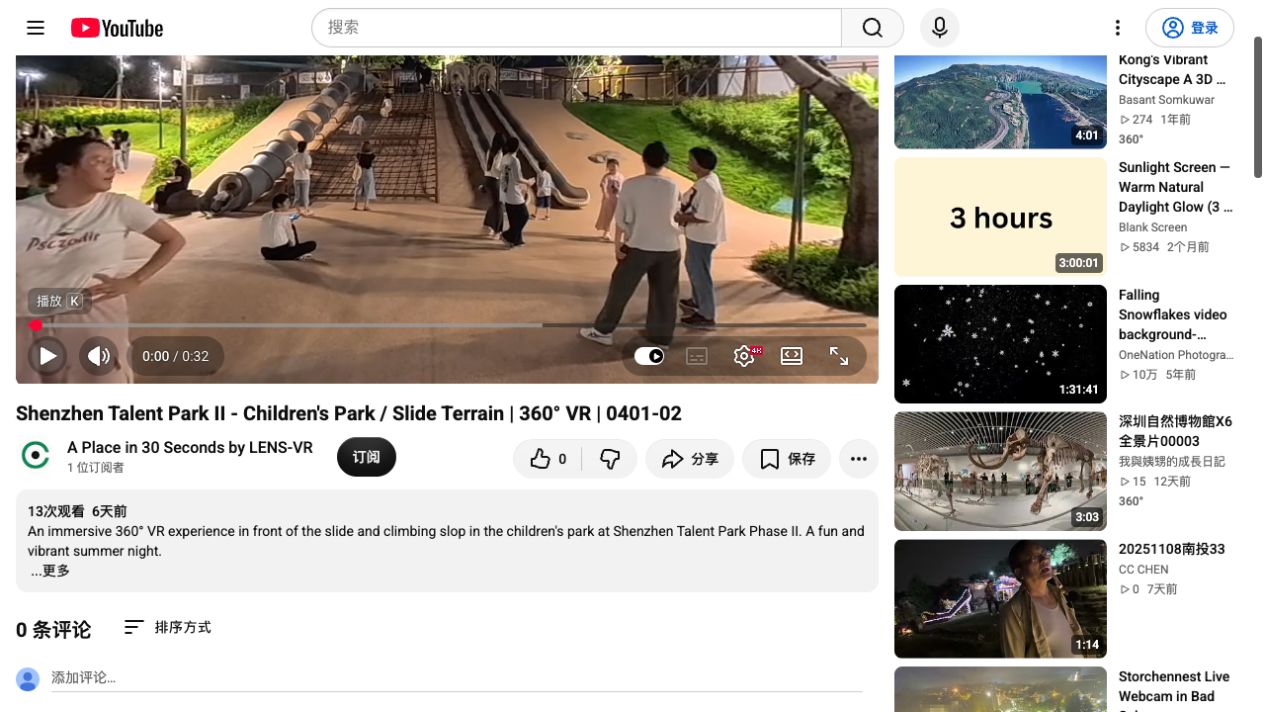 YouTube
搜索
登录
Psczodir
播放 K
0:00 / 0:32
4K
Shenzhen Talent Park II - Children's Park / Slide Terrain | 360° VR | 0401-02
A Place in 30 Seconds by LENS-VR
1 位订阅者
订阅
0
分享
保存
13次观看 6天前
An immersive 360° VR experience in front of the slide and climbing slop in the children's park at Shenzhen Talent Park Phase II. A fun and
vibrant summer night.
...更多
0 条评论
排序方式
添加评论...
Kong's Vibrant
Cityscape A 3D ...
Basant Somkuwar
274 1年前
360°
4:01
3 hours
3:00:01
Sunlight Screen —
Warm Natural
Daylight Glow (3 ...
Blank Screen
5834 2个月前
1:31:41
Falling
Snowflakes video
background-...
OneNation Photogra...
10万 5年前
3:03
深圳自然博物館X6
全景片00003
我與姨甥的成長日記
15 12天前
360°
1:14
20251108南投33
CC CHEN
0 7天前
Storchennest Live
Webcam in Bad